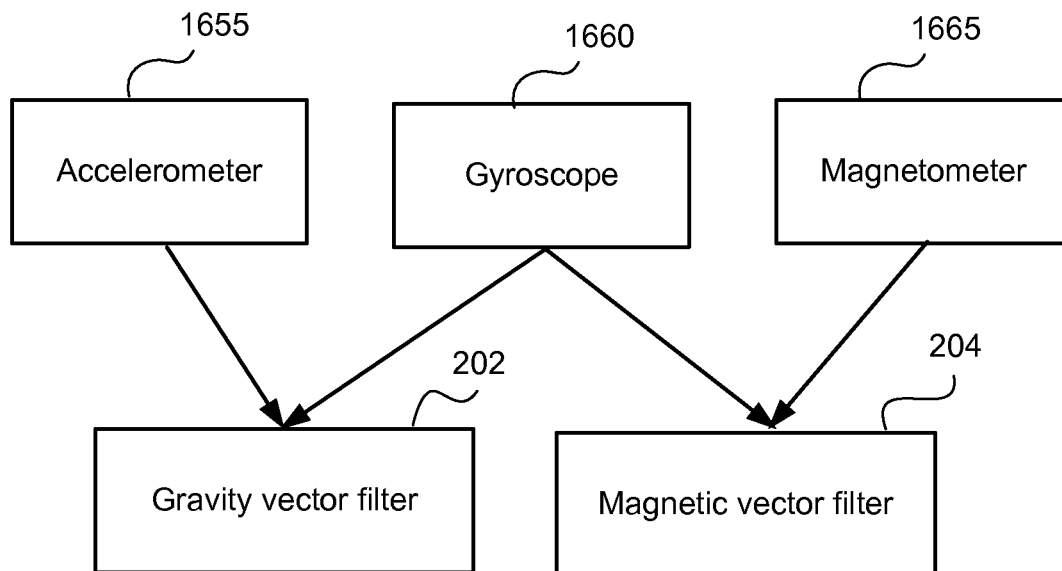 1655
1660
1665
Accelerometer
Gyroscope
Magnetometer
202
204
Gravity vector filter
Magnetic vector filter